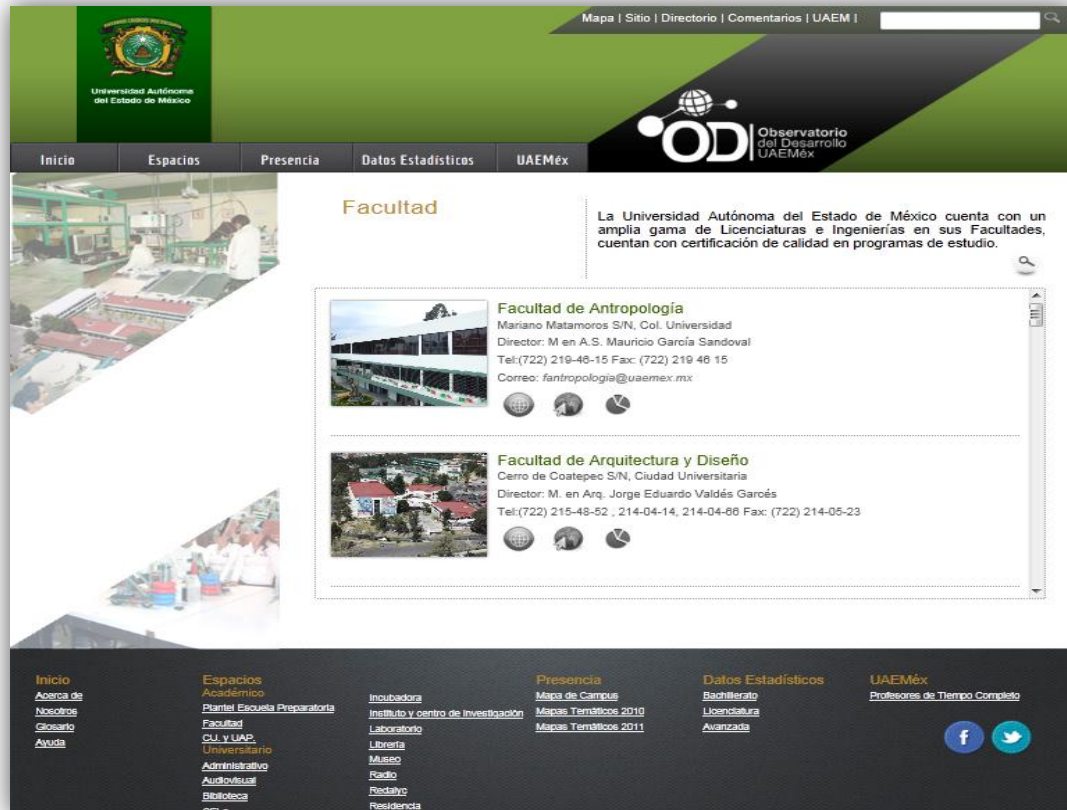 Mapa | Sitio | Directorio | Comentarios | UAEM |
Universidad Autónoma
del Estado de México
OD Observatorio
del Desarrollo
UAEMéx
Inicio Espacios Presencia Datos Estadísticos UAEMéx
Facultad
La Universidad Autónoma del Estado de México cuenta con un
amplia gama de Licenciaturas e Ingenierías en sus Facultades,
cuentan con certificación de calidad en programas de estudio.
Facultad de Antropología
Mariano Matamoros S/N, Col. Universidad
Director: M en A.S. Mauricio García Sandoval
Tel:(722) 219-46-15 Fax: (722) 219 46 15
Correo: fantropologia@uaemex.mx
Facultad de Arquitectura y Diseño
Cerro de Coatepec S/N, Ciudad Universitaria
Director: M. en Arq. Jorge Eduardo Valdés Garcés
Tel:(722) 215-48-52 , 214-04-14, 214-04-66 Fax: (722) 214-05-23
Inicio
Acerca de
Nosotros
Glosario
Ayuda
Espacios
Académico
Plantel Escuela Preparatoria
Facultad
CU. y UAP.
Universitario
Administrativo
Audiovisual
Biblioteca
Incubadora
Instituto y centro de investigación
Laboratorio
Librería
Museo
Radio
Redalyc
Residencia
Presencia
Mapa de Campus
Mapas Temáticos 2010
Mapas Temáticos 2011
Datos Estadísticos
Bachillerato
Licenciatura
Avanzada
UAEMéx
Profesores de Tiempo Completo